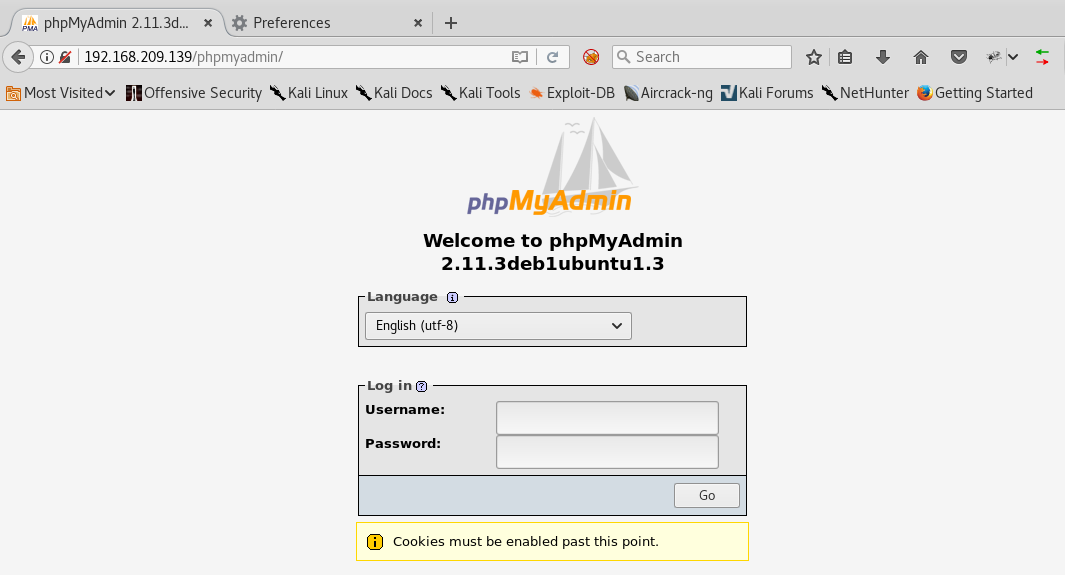 phpMyAdmin 2.11.3d...
Preferences
192.168.209.139/phpmyadmin/
Search
Most Visited
Offensive Security
Kali Linux
Kali Docs
Kali Tools
Exploit-DB
Aircrack-ng
Kali Forums
NetHunter
Getting Started
phpMyAdmin
Welcome to phpMyAdmin
2.11.3deb1ubuntu1.3
Language
English (utf-8)
Log in
Username:
Password:
Go
Cookies must be enabled past this point.